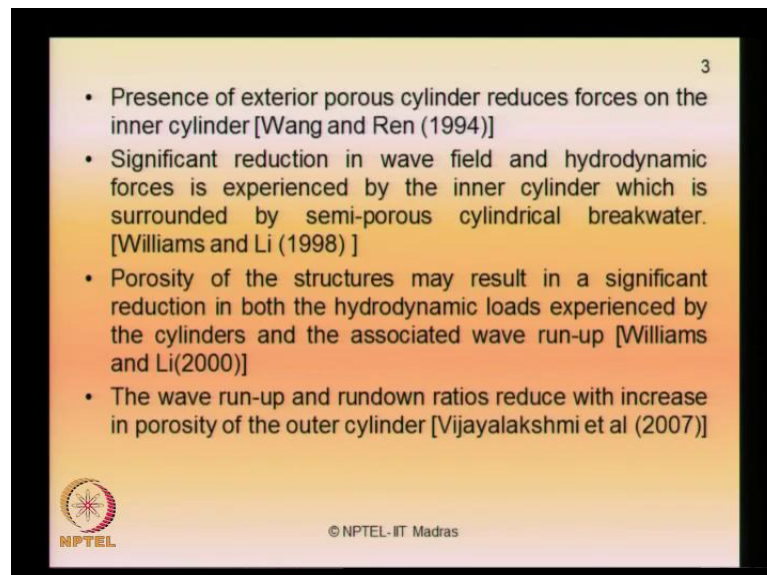 3
• Presence of exterior porous cylinder reduces forces on the
inner cylinder [Wang and Ren (1994)]
• Significant reduction in wave field and hydrodynamic
forces is experienced by the inner cylinder which is
surrounded by semi-porous cylindrical breakwater.
[Williams and Li (1998) ]
• Porosity of the structures may result in a significant
reduction in both the hydrodynamic loads experienced by
the cylinders and the associated wave run-up [Williams
and Li(2000)]
• The wave run-up and rundown ratios reduce with increase
in porosity of the outer cylinder [Vijayalakshmi et al (2007)]
NPTEL
© NPTEL-IIT Madras